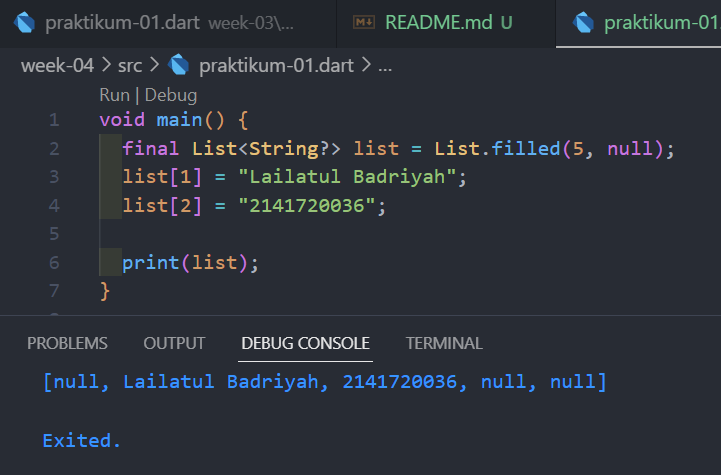 praktikum-01.dart week-03\... README.md U praktikum-01.
week-04 > src > praktikum-01.dart > ...
Run | Debug
1 void main() {
2 final List<String?> list = List.filled(5, null);
3 list[1] = "Lailatul Badriyah";
4 list[2] = "2141720036";
5
6 print(list);
7 }
PROBLEMS OUTPUT DEBUG CONSOLE TERMINAL
[null, Lailatul Badriyah, 2141720036, null, null]
Exited.